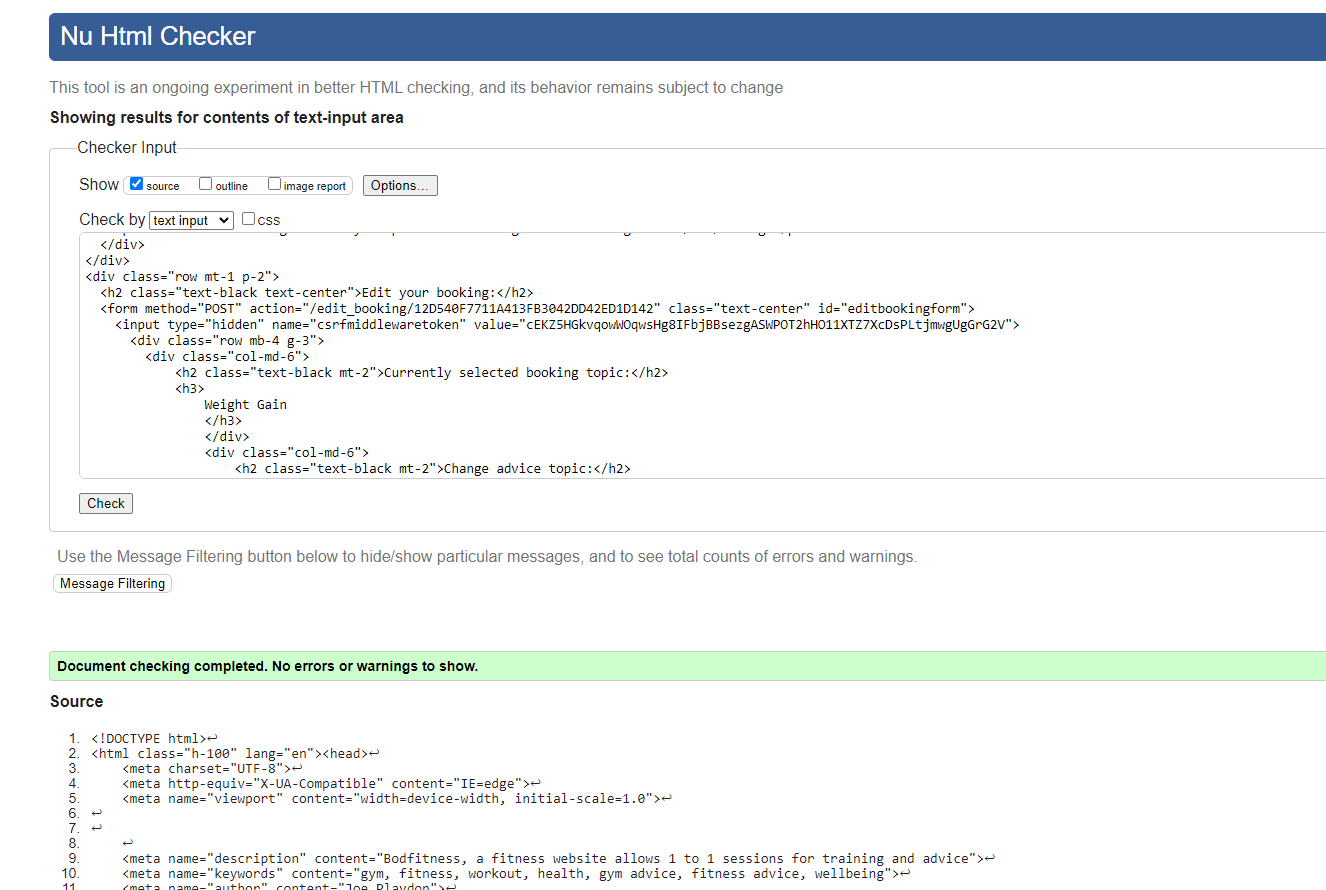 Nu Html Checker
This tool is an ongoing experiment in better HTML checking, and its behavior remains subject to change
Showing results for contents of text-input area
Checker Input
Show source outline image report Options...
Check by text input css
</div>
</div>
<div class="row mt-1 p-2">
<h2 class="text-black text-center">Edit your booking:</h2>
<form method="POST" action="/edit_booking/12D540F7711A413FB3042DD42ED1D142" class="text-center" id="editbookingform">
<input type="hidden" name="csrfmiddlewaretoken" value="cEKZ5HGkvqowWOqwsHg8IFbjBBsezgASWPOT2hHO11XTZ7XcDsPLtjmwgUgGrG2V">
<div class="row mb-4 g-3">
<div class="col-md-6">
<h2 class="text-black mt-2">Currently selected booking topic:</h2>
<h3>
Weight Gain
</h3>
</div>
<div class="col-md-6">
<h2 class="text-black mt-2">Change advice topic:</h2>
Check
Use the Message Filtering button below to hide/show particular messages, and to see total counts of errors and warnings.
Message Filtering
Document checking completed. No errors or warnings to show.
Source
1. <!DOCTYPE html>↩
2. <html class="h-100" lang="en"><head>↩
3. <meta charset="UTF-8">↩
4. <meta http-equiv="X-UA-Compatible" content="IE=edge">↩
5. <meta name="viewport" content="width=device-width, initial-scale=1.0">↩
6. ↩
7. ↩
8. ↩
9. <meta name="description" content="Bodfitness, a fitness website allows 1 to 1 sessions for training and advice">↩
10. <meta name="keywords" content="gym, fitness, workout, health, gym advice, fitness advice, wellbeing">↩
11. <meta name="author" content="Joe Playdon">↩